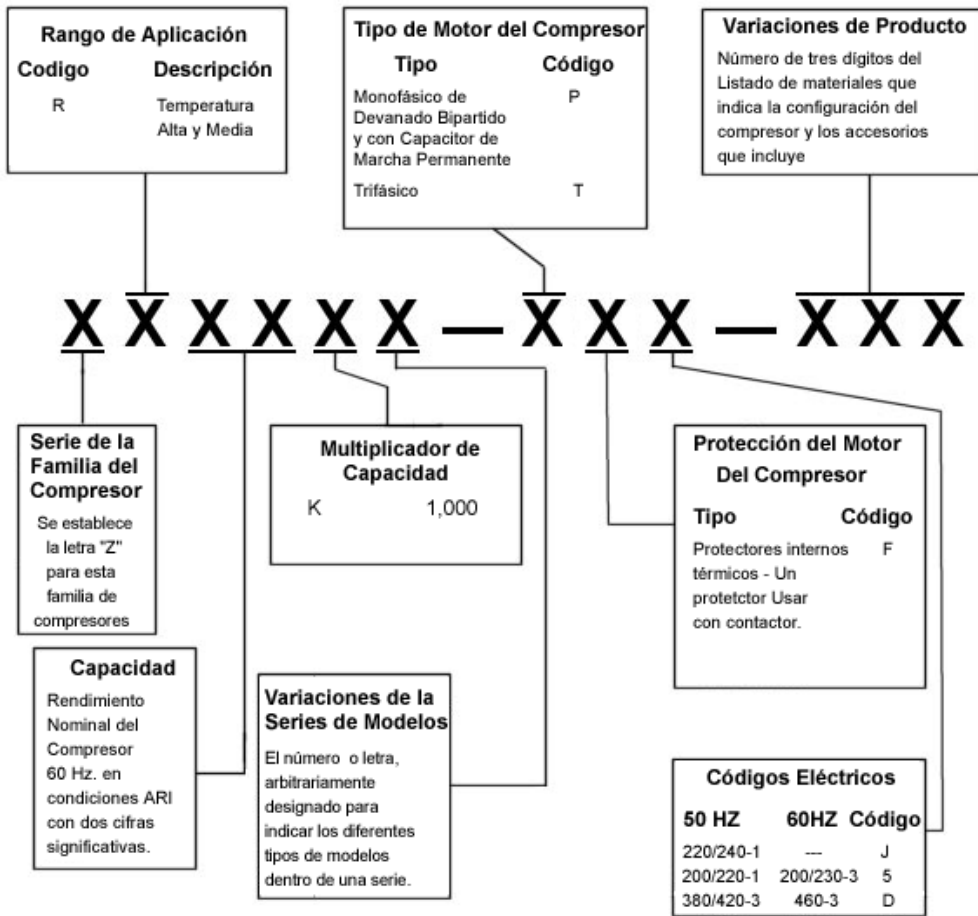 Rango de Aplicación
Codigo Descripción
R Temperatura
Alta y Media
Tipo de Motor del Compresor
Tipo Código
Monofásico de P
Devanado Bipartido
y con Capacitor de
Marcha Permanente
Trifásico T
Variaciones de Producto
Número de tres dígitos del
Listado de materiales que
indica la configuración del
compresor y los accesorios
que incluye
X X X X X X — X X X — X X X
Serie de la
Familia del
Compresor
Se establece
la letra "Z"
para esta
familia de
compresores
Multiplicador de
Capacidad
K 1,000
Protección del Motor
Del Compresor
Tipo Código
Protectores internos F
térmicos - Un
protetctor Usar
con contactor.
Capacidad
Rendimiento
Nominal del
Compresor
60 Hz. en
condiciones ARI
con dos cifras
significativas.
Variaciones de la
Series de Modelos
El número o letra,
arbitrariamente
designado para
indicar los diferentes
tipos de modelos
dentro de una serie.
Códigos Eléctricos
50 HZ 60HZ Código
220/240-1 --- J
200/220-1 200/230-3 5
380/420-3 460-3 D